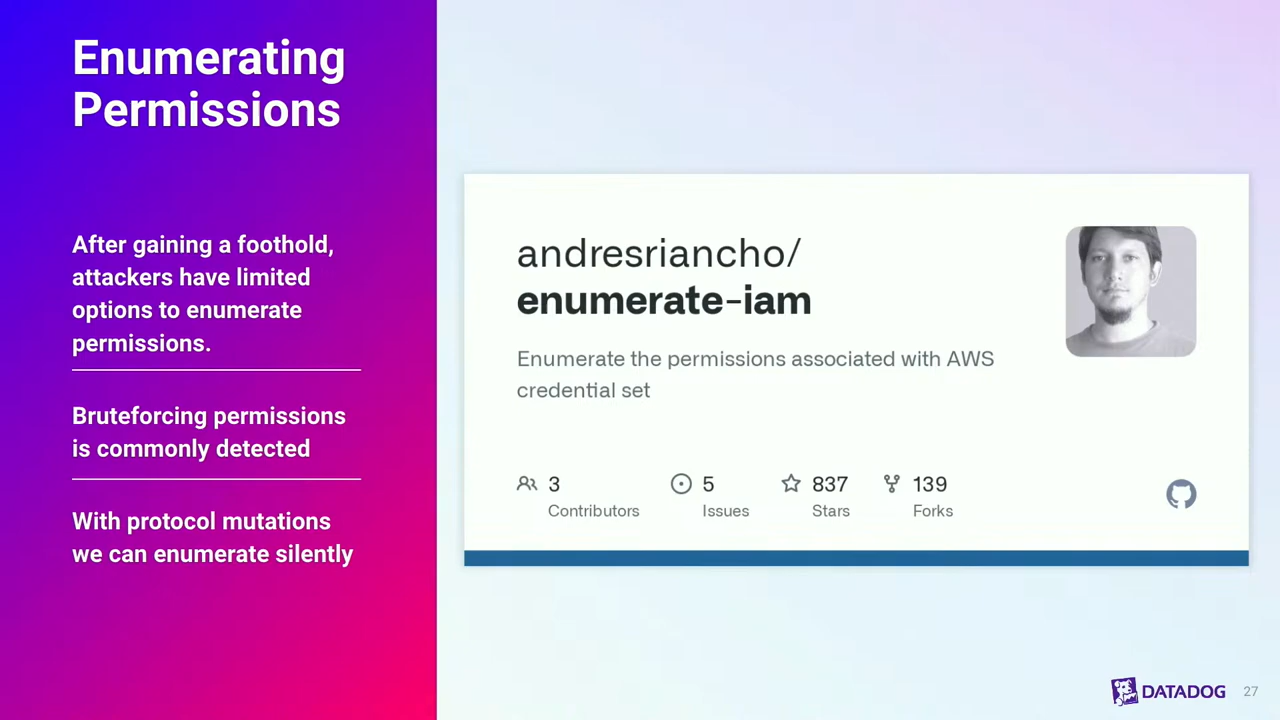 Enumerating
Permissions
After gaining a foothold,
attackers have limited
options to enumerate
permissions.
Bruteforcing permissions
is commonly detected
With protocol mutations
we can enumerate silently
andresriancho/
enumerate-iam
Enumerate the permissions associated with AWS
credential set
3
Contributors
5
Issues
837
Stars
139
Forks
DATADOG
27